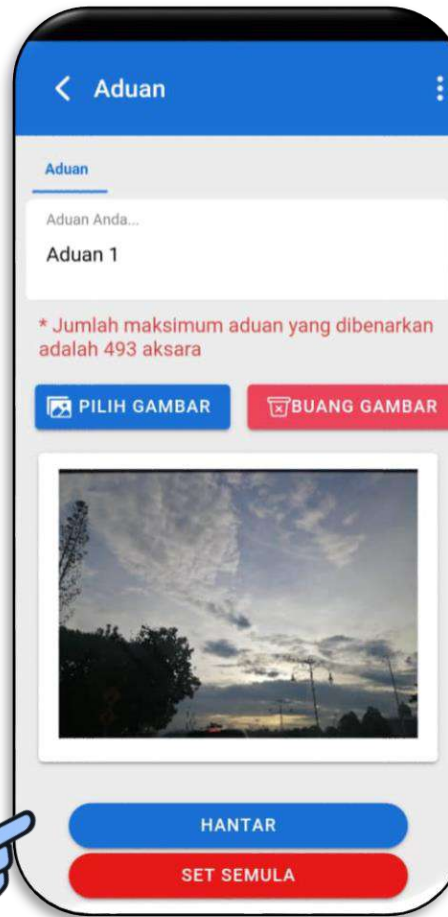 Aduan
Aduan
Aduan Anda...
Aduan 1
* Jumlah maksimum aduan yang dibenarkan
adalah 493 aksara
PILIH GAMBAR
BUANG GAMBAR
HANTAR
SET SEMULA